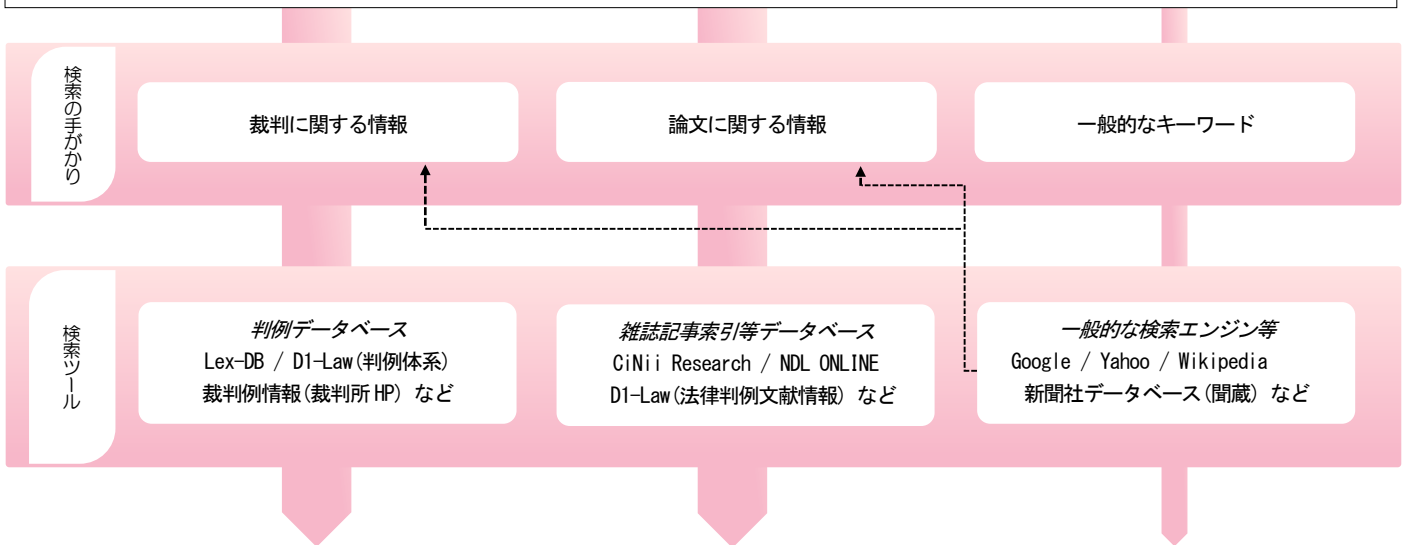 検索の手がかり
裁判に関する情報
論文に関する情報
一般的なキーワード
検索ツール
判例データベース
Lex-DB / D1-Law(判例体系)
裁判例情報(裁判所 HP) など
雑誌記事索引等データベース
CiNii Research / NDL ONLINE
D1-Law(法律判例文献情報) など
一般的な検索エンジン等
Google / Yahoo / Wikipedia
新聞社データベース(聞蔵) など